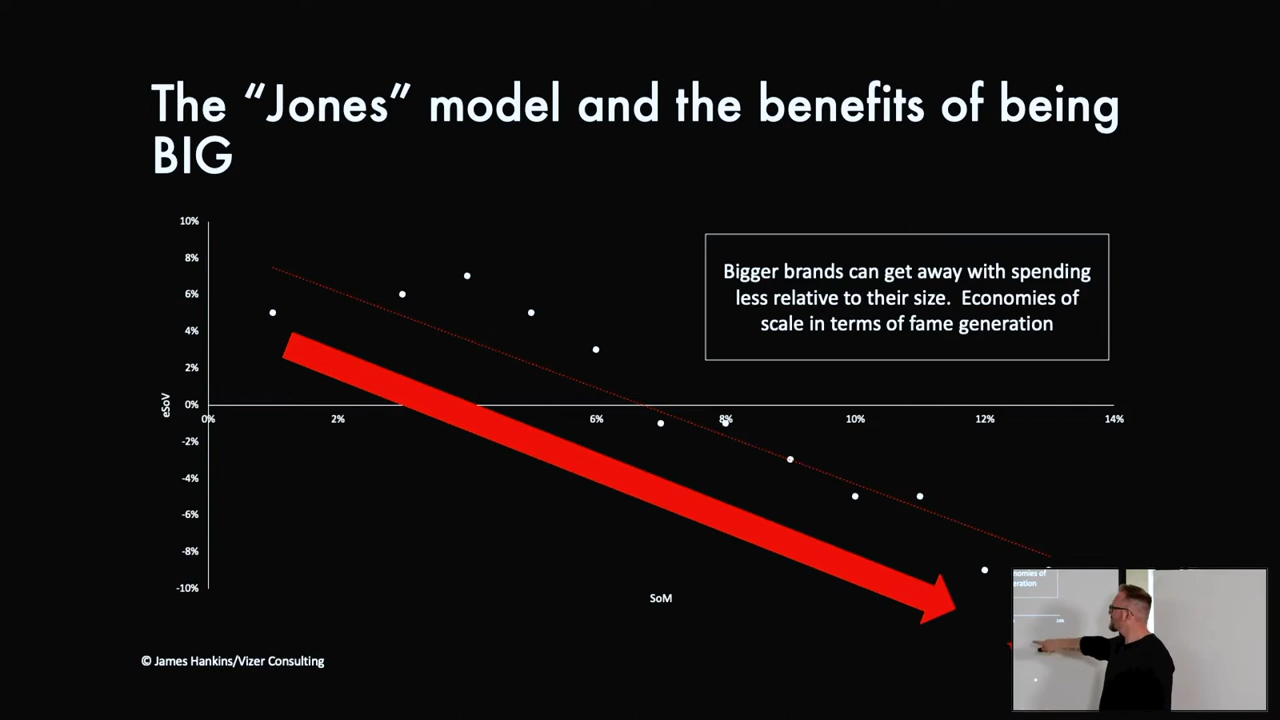 The “Jones” model and the benefits of being
BIG
10%
8%
6%
4%
2%
0%
-2%
-4%
-6%
-8%
-10%
eSoV
0%
2%
6%
8%
10%
12%
14%
SoM
Bigger brands can get away with spending
less relative to their size. Economies of
scale in terms of fame generation
© James Hankins/Vizer Consulting